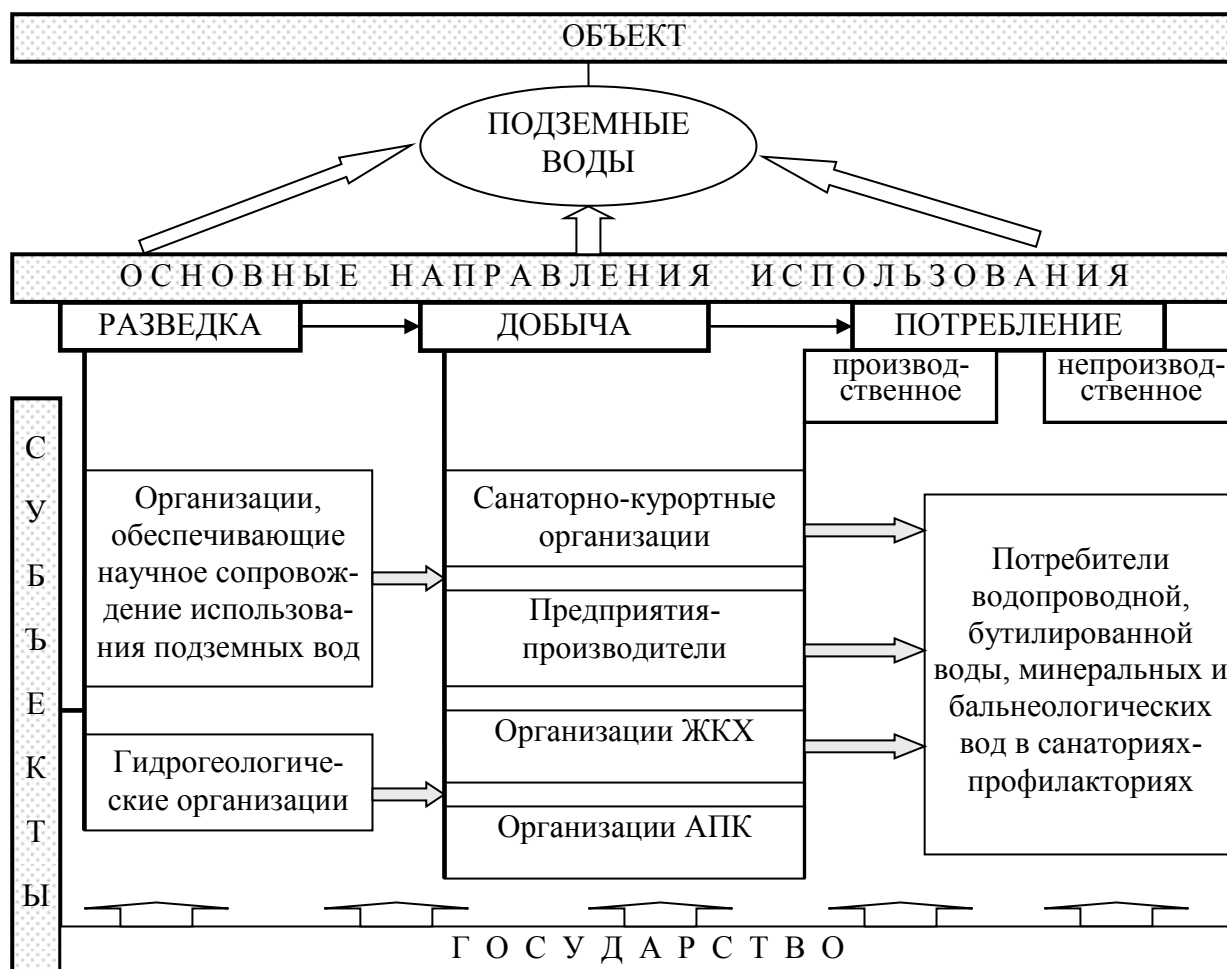 ОБЪЕКТ
ПОДЗЕМНЫЕ
ВОДЫ
ОСНОВНЫЕ НАПРАВЛЕНИЯ ИСПОЛЬЗОВАНИЯ
РАЗВЕДКА
ДОБЫЧА
ПОТРЕБЛЕНИЕ
производ-
ственное
непроизвод-
ственное
СУБЪЕКТЫ
Организации,
обеспечивающие
научное сопровож-
дение использова-
ния подземных вод
Гидрогеологиче-
ские организации
Санаторно-курортные
организации
Предприятия-
производители
Организации ЖКХ
Организации АПК
Потребители
водопроводной,
бутилированной
воды, минеральных и
бальнеологических
вод в санаториях-
профилакториях
ГОСУДАРСТВО